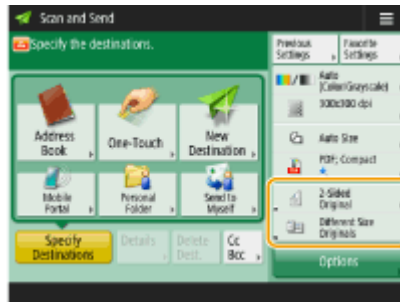 Scan and Send
Specify the destinations.
Previous
Settings
Favorite
Settings
Auto
(Color/Grayscale)
300x300 dpi
Address
Book
One-Touch
New
Destination
Auto Size
PDF; Compact
Mobile
Portal
Personal
Folder
Send to
Myself
2-Sided
Original
Different Size
Originals
Specify
Destinations
Details
Delete
Dest.
Cc
Bcc
Options